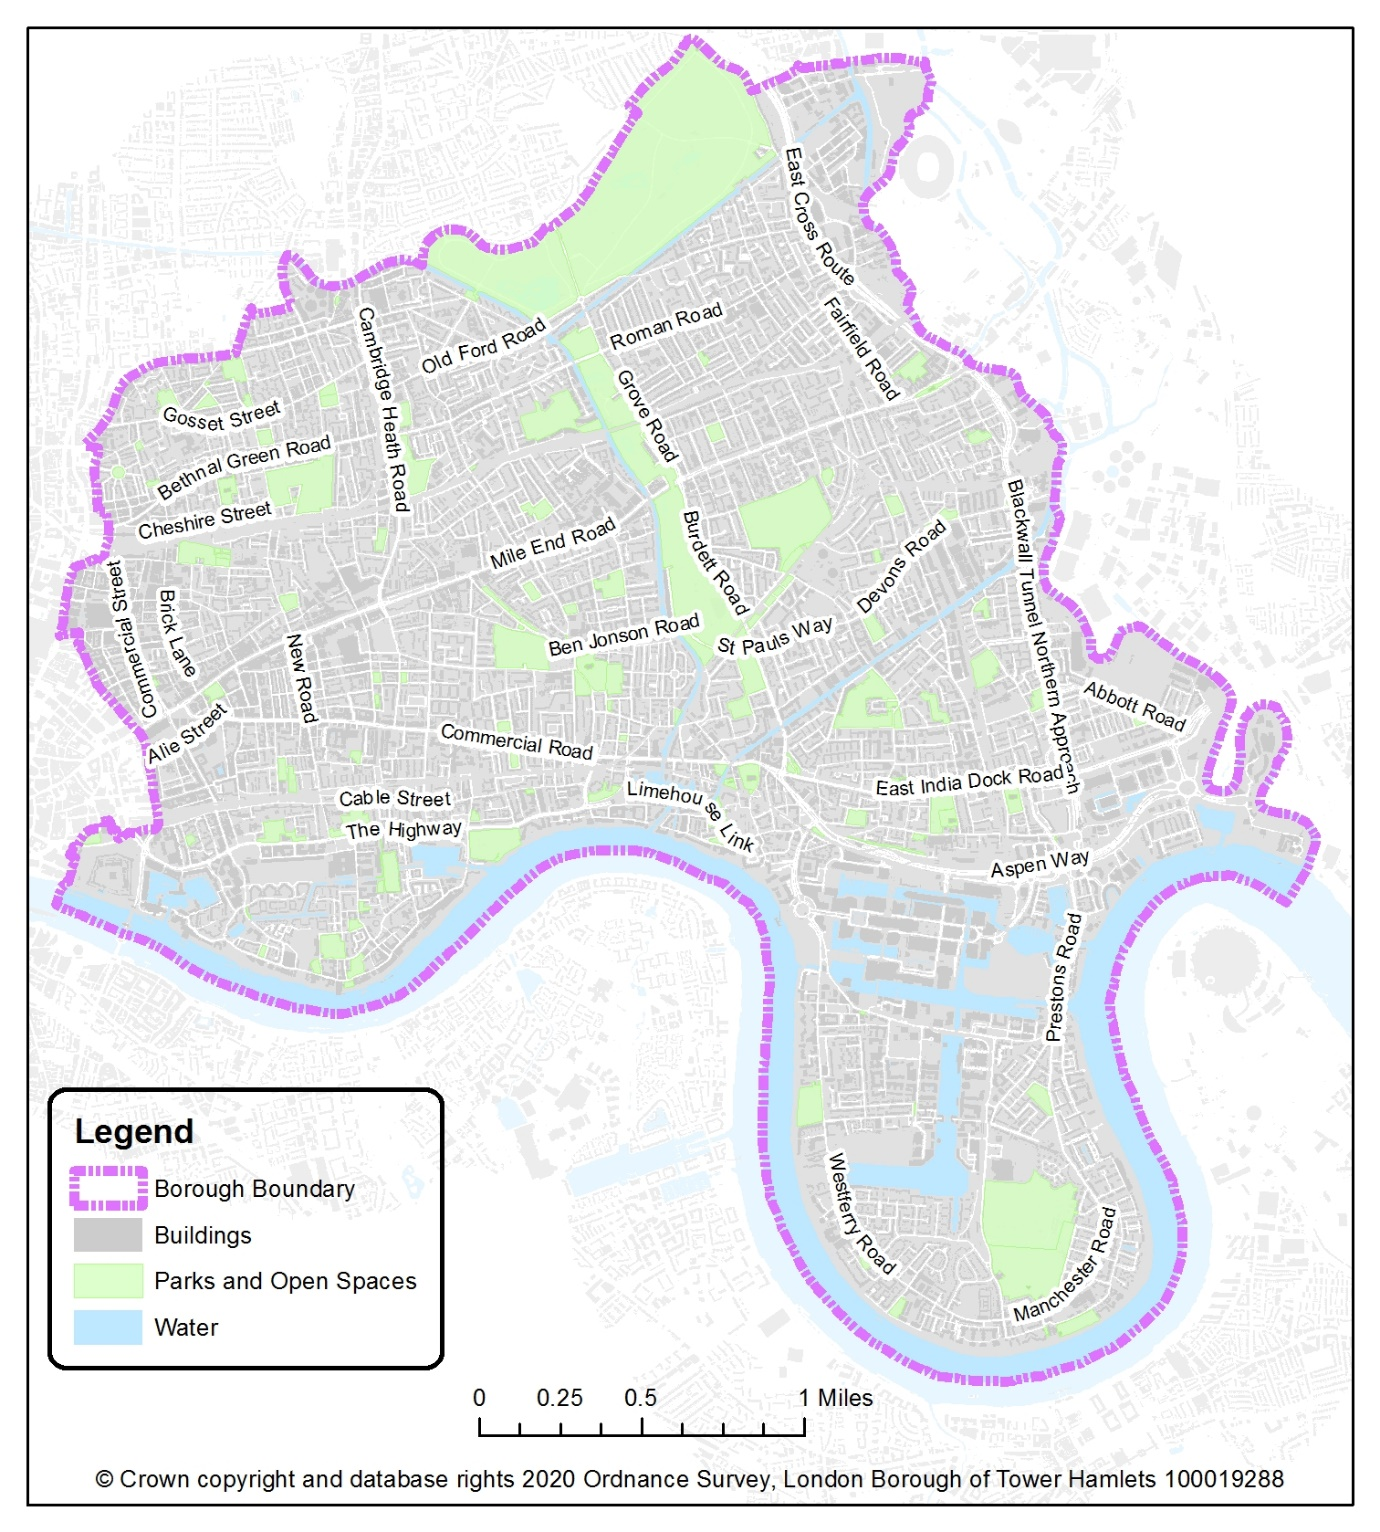 East Cross Route
Fairfield Road
Roman Road
Old Ford Road
Cambridge Heath Road
Grove Road
Gosset Street
Bethnal Green Road
Cheshire Street
Mile End Road
Burdett Road
Devons Road
Blackwall Tunnel Northern Approach
Commercial Street
Brick Lane
New Road
Ben Jonson Road
St Pauls Way
Abbott Road
Alie Street
Commercial Road
East India Dock Road
Cable Street
Limehou se Link
The Highway
Aspen Way
Prestons Road
Westferry Road
Manchester Road
Legend
Borough Boundary
Buildings
Parks and Open Spaces
Water
0 0.25 0.5 1 Miles
© Crown copyright and database rights 2020 Ordnance Survey, London Borough of Tower Hamlets 100019288